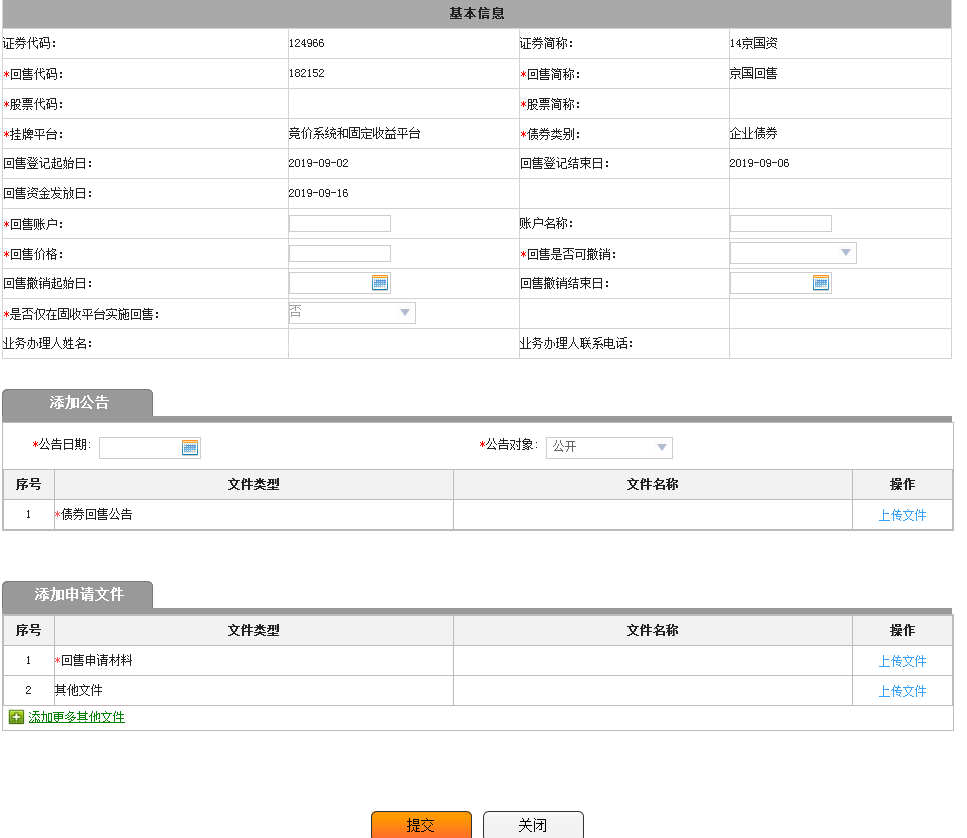 基本信息
证券代码： 124966 证券简称： 14京国资
*回售代码： 182152 *回售简称： 京国回售
*股票代码： *股票简称：
*挂牌平台： 竞价系统和固定收益平台 *债券类别： 企业债券
回售登记起始日： 2019-09-02 回售登记结束日： 2019-09-06
回售资金发放日： 2019-09-16
*回售账户： 账户名称：
*回售价格： *回售是否可撤销：
回售撤销起始日： 回售撤销结束日：
*是否仅在固收平台实施回售： 否
业务办理人姓名： 业务办理人联系电话：
添加公告
*公告日期： *公告对象： 公开
序号 文件类型 文件名称 操作
1 *债券回售公告 上传文件
添加申请文件
序号 文件类型 文件名称 操作
1 *回售申请材料 上传文件
2 其他文件 上传文件
添加更多其他文件
提交 关闭